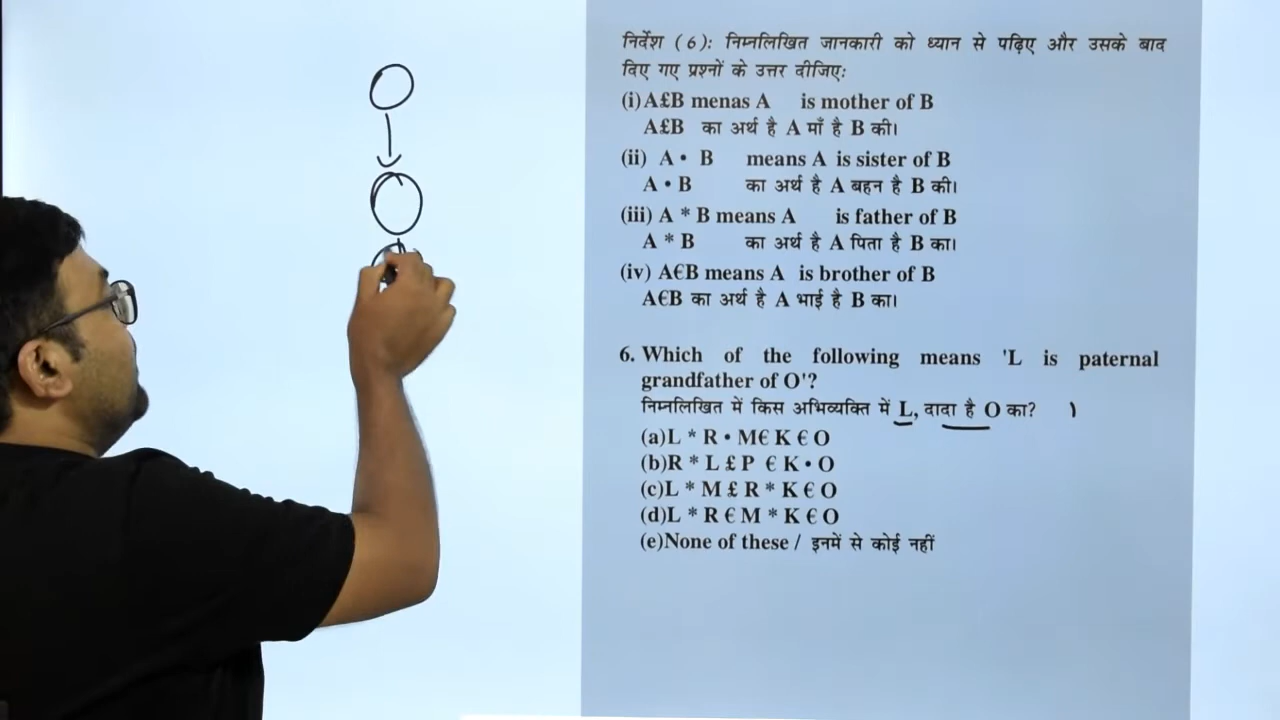 निर्देश (6): निम्नलिखित जानकारी को ध्यान से पढ़िए और उसके बाद
दिए गए प्रश्नों के उत्तर दीजिए:
(i) A£B menas A is mother of B
A£B का अर्थ है A माँ है B की।
(ii) A • B means A is sister of B
A • B का अर्थ है A बहन है B की।
(iii) A * B means A is father of B
A * B का अर्थ है A पिता है B का।
(iv) A€B means A is brother of B
A€B का अर्थ है A भाई है B का।
6. Which of the following means 'L is paternal
grandfather of O'?
निम्नलिखित में किस अभिव्यक्ति में L, दादा है O का?
(a)L * R • M€ K € O
(b)R * L £ P € K • O
(c)L * M £ R * K € O
(d)L * R € M * K € O
(e)None of these / इनमें से कोई नहीं